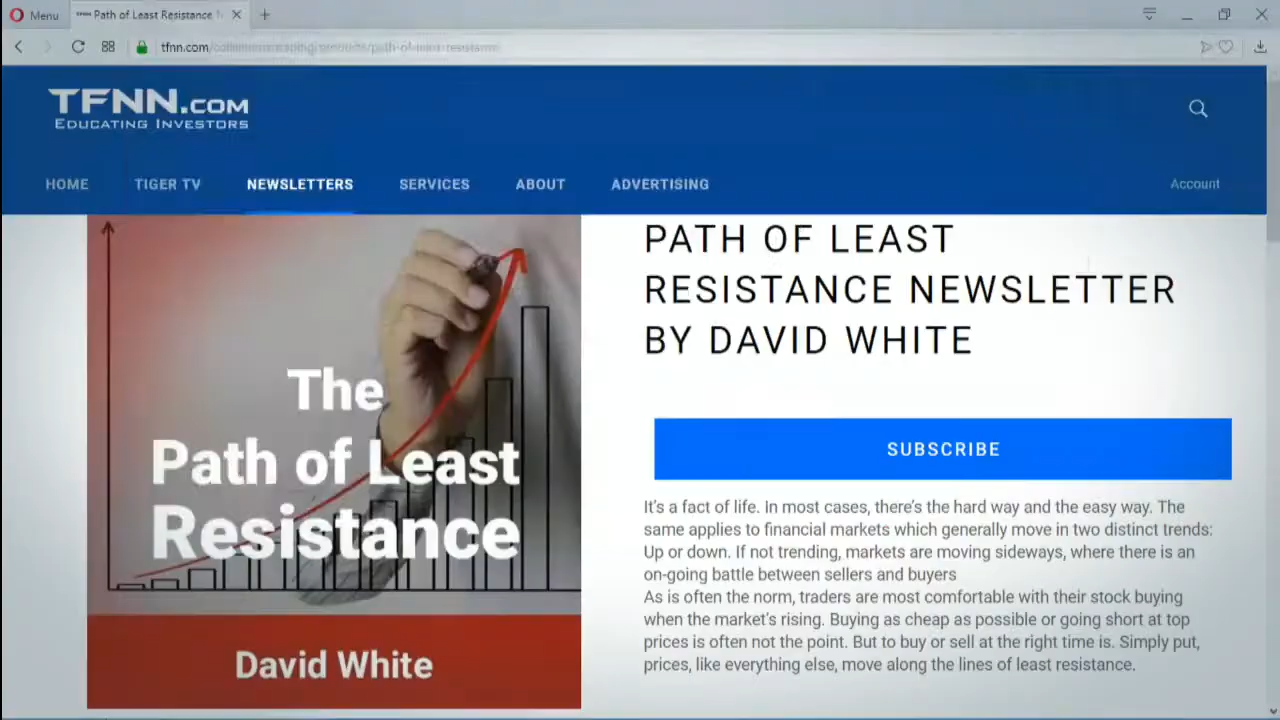 Menu
Path of Least Resistance
tfnn.com/
TFNN.COM
EDUCATING INVESTORS
HOME
TIGER TV
NEWSLETTERS
SERVICES
ABOUT
ADVERTISING
Account
The
Path of Least
Resistance
David White
PATH OF LEAST
RESISTANCE NEWSLETTER
BY DAVID WHITE
SUBSCRIBE
It's a fact of life. In most cases, there's the hard way and the easy way. The
same applies to financial markets which generally move in two distinct trends:
Up or down. If not trending, markets are moving sideways, where there is an
on-going battle between sellers and buyers
As is often the norm, traders are most comfortable with their stock buying
when the market's rising. Buying as cheap as possible or going short at top
prices is often not the point. But to buy or sell at the right time is. Simply put,
prices, like everything else, move along the lines of least resistance.